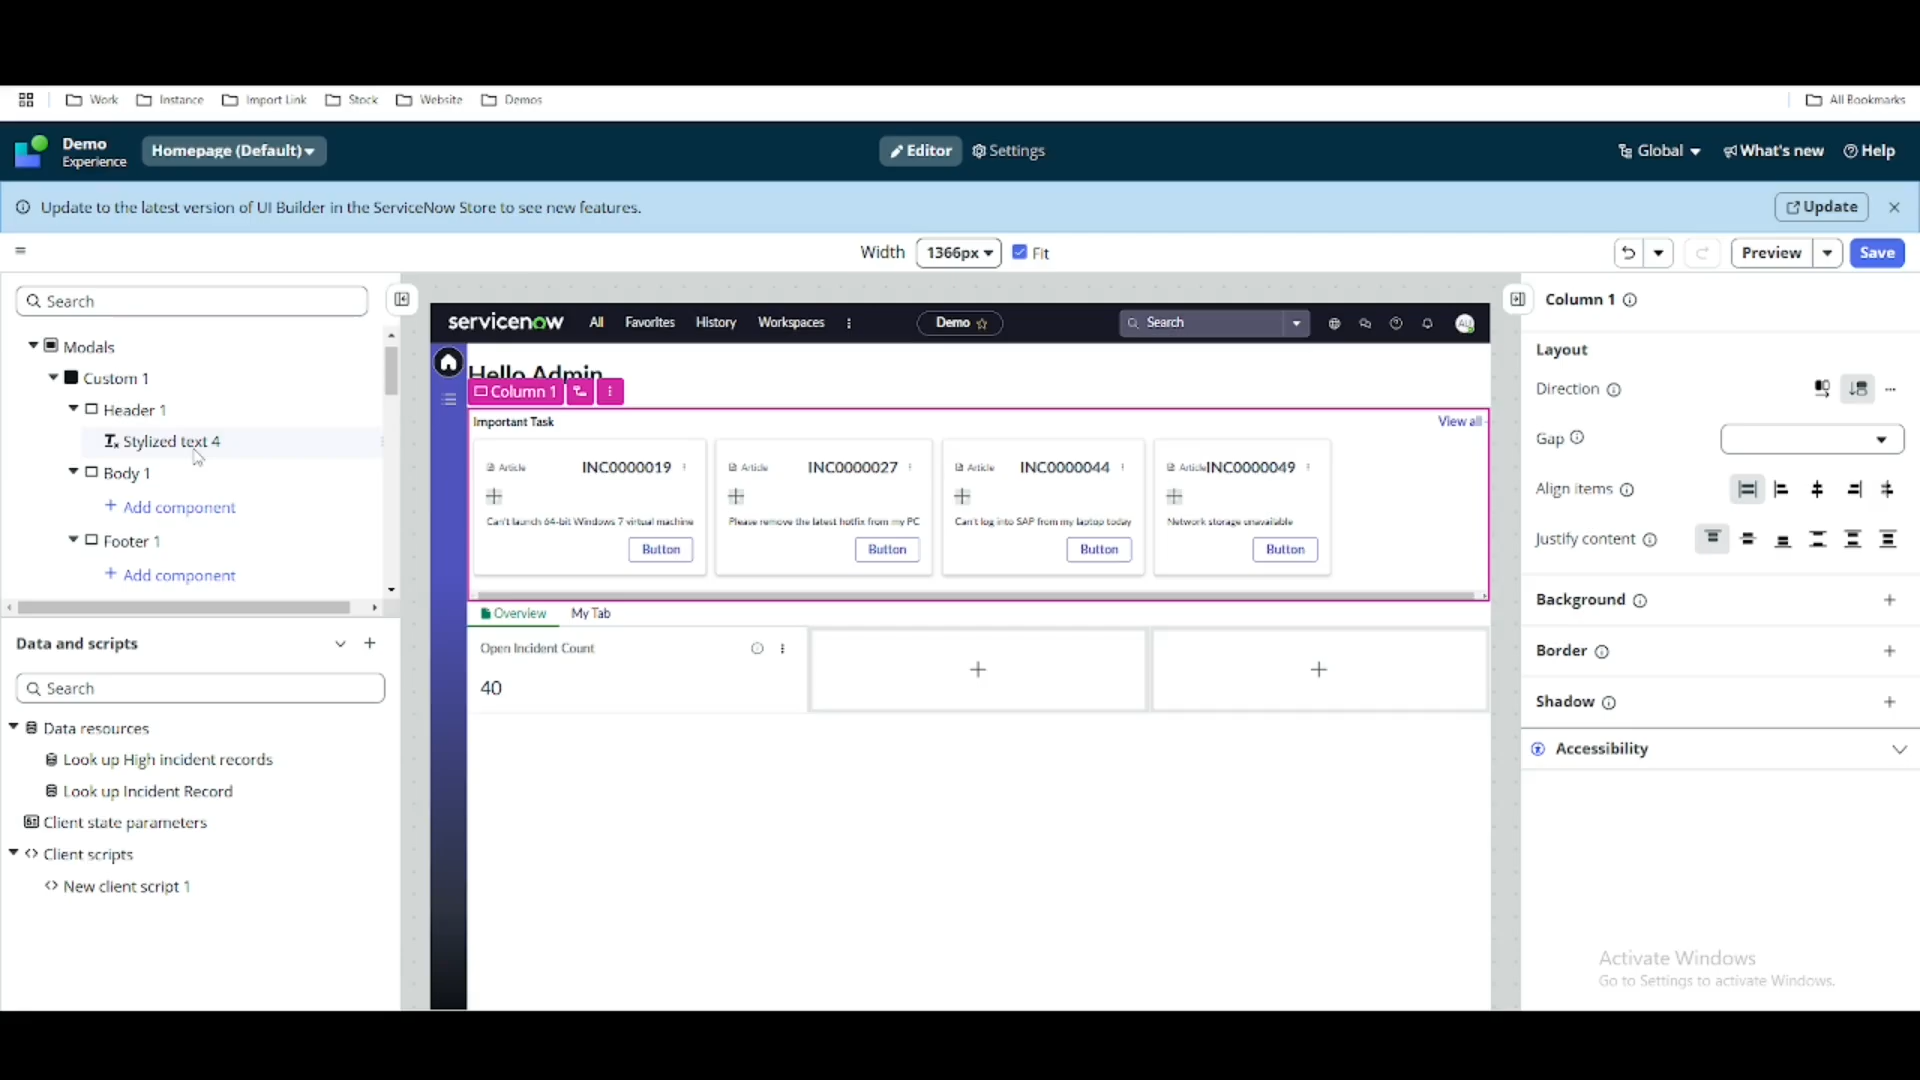 Work Instance Import Link Stock Website Demos All Bookmarks
Demo
Experience
Homepage (Default)
Editor Settings
Global What's new Help
Update to the latest version of UI Builder in the ServiceNow Store to see new features.
Update
Width 1366px Fit
Preview Save
Search
Modals
Custom 1
Header 1
Stylized text 4
Body 1
+ Add component
Footer 1
+ Add component
Data and scripts
Search
Data resources
Look up High incident records
Look up Incident Record
Client state parameters
Client scripts
New client script 1
servicenow All Favorites History Workspaces Demo Search AU
Hello Admin
Column 1
Important Task View all
Article INC0000019
Can't launch 64-bit Windows 7 virtual machine
Button
Article INC0000027
Please remove the latest hotfix from my PC
Button
Article INC0000044
Can't log into SAP from my laptop today
Button
Article INC0000049
Network storage unavailable
Button
Overview My Tab
Open Incident Count
40
Column 1
Layout
Direction
Gap
Align items
Justify content
Background
Border
Shadow
Accessibility
Activate Windows
Go to Settings to activate Windows.